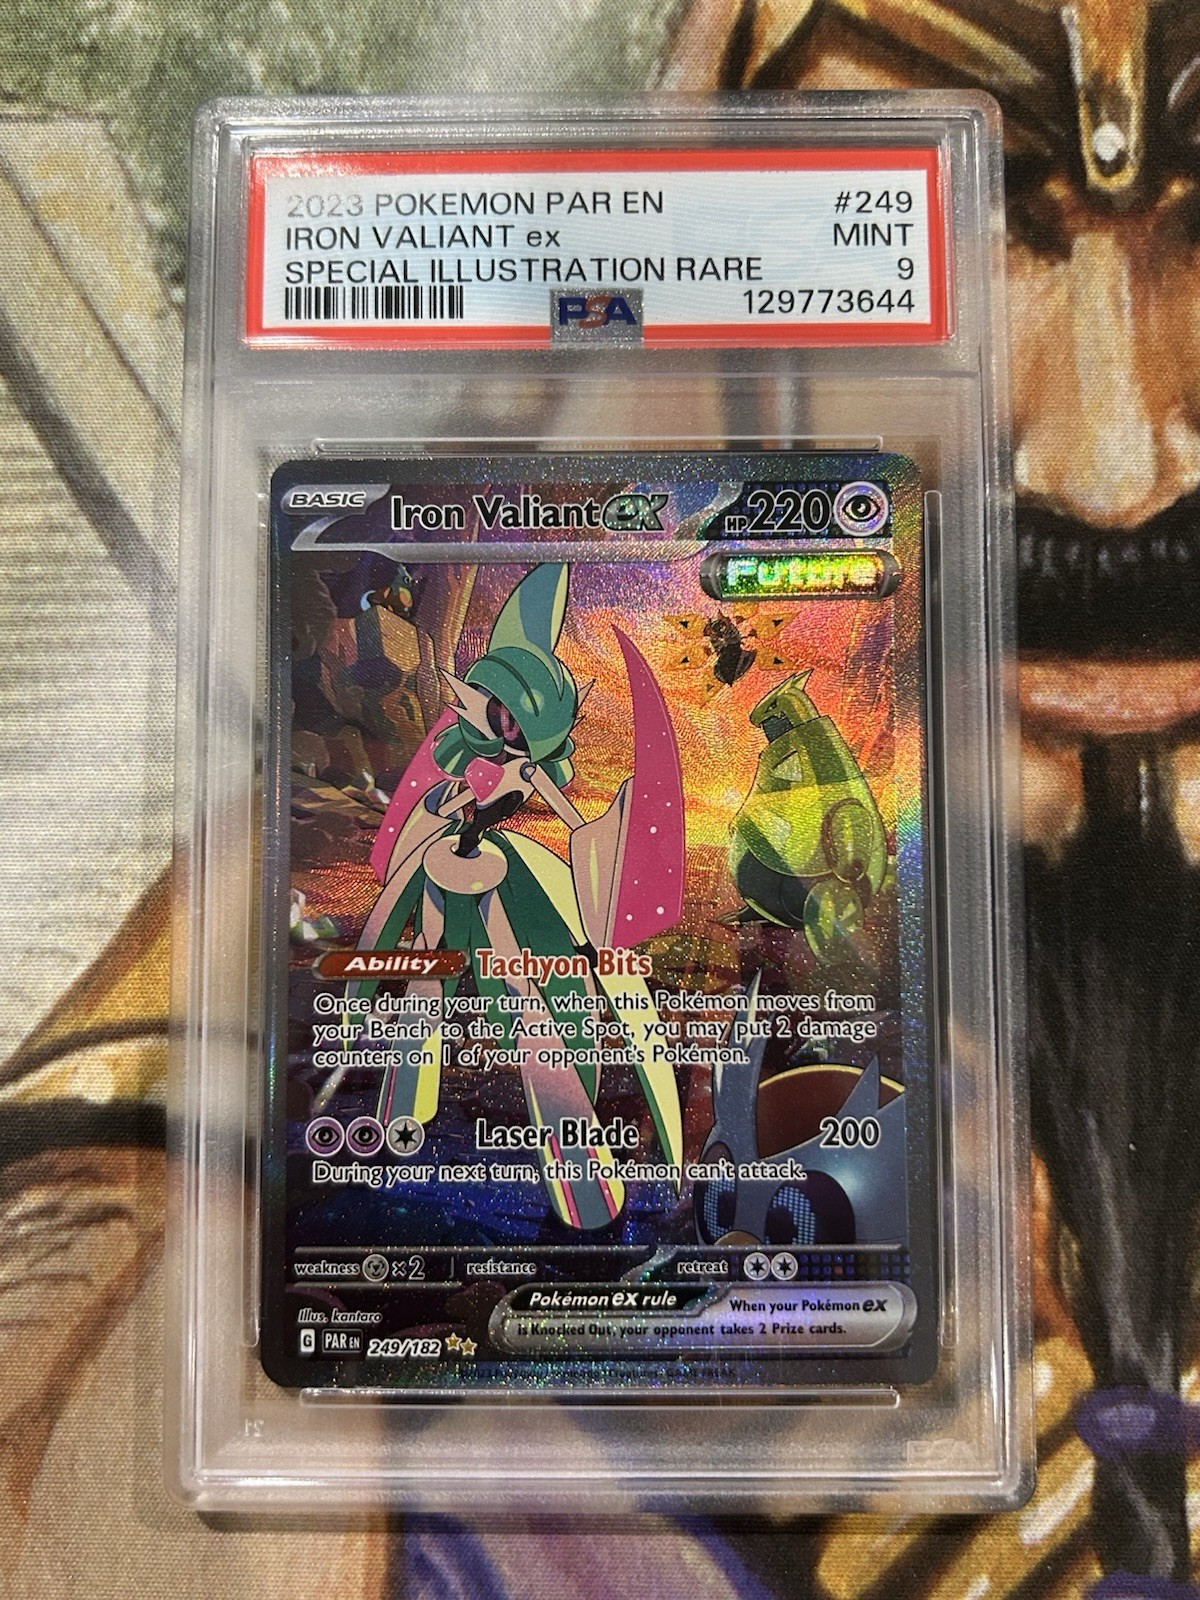 2023 POKEMON PAR EN #249
IRON VALIANT ex MINT
SPECIAL ILLUSTRATION RARE 9
PSA 129773644
BASIC Iron Valiant ex HP 220
Future
Ability Tachyon Bits
Once during your turn, when this Pokémon moves from
your Bench to the Active Spot, you may put 2 damage
counters on 1 of your opponent's Pokémon.
Laser Blade 200
During your next turn, this Pokémon can't attack.
weakness ×2 resistance retreat
Pokémon ex rule When your Pokémon ex
is Knocked Out, your opponent takes 2 Prize cards.
Illus. kantaro
G PAR EN 249/182
PSA